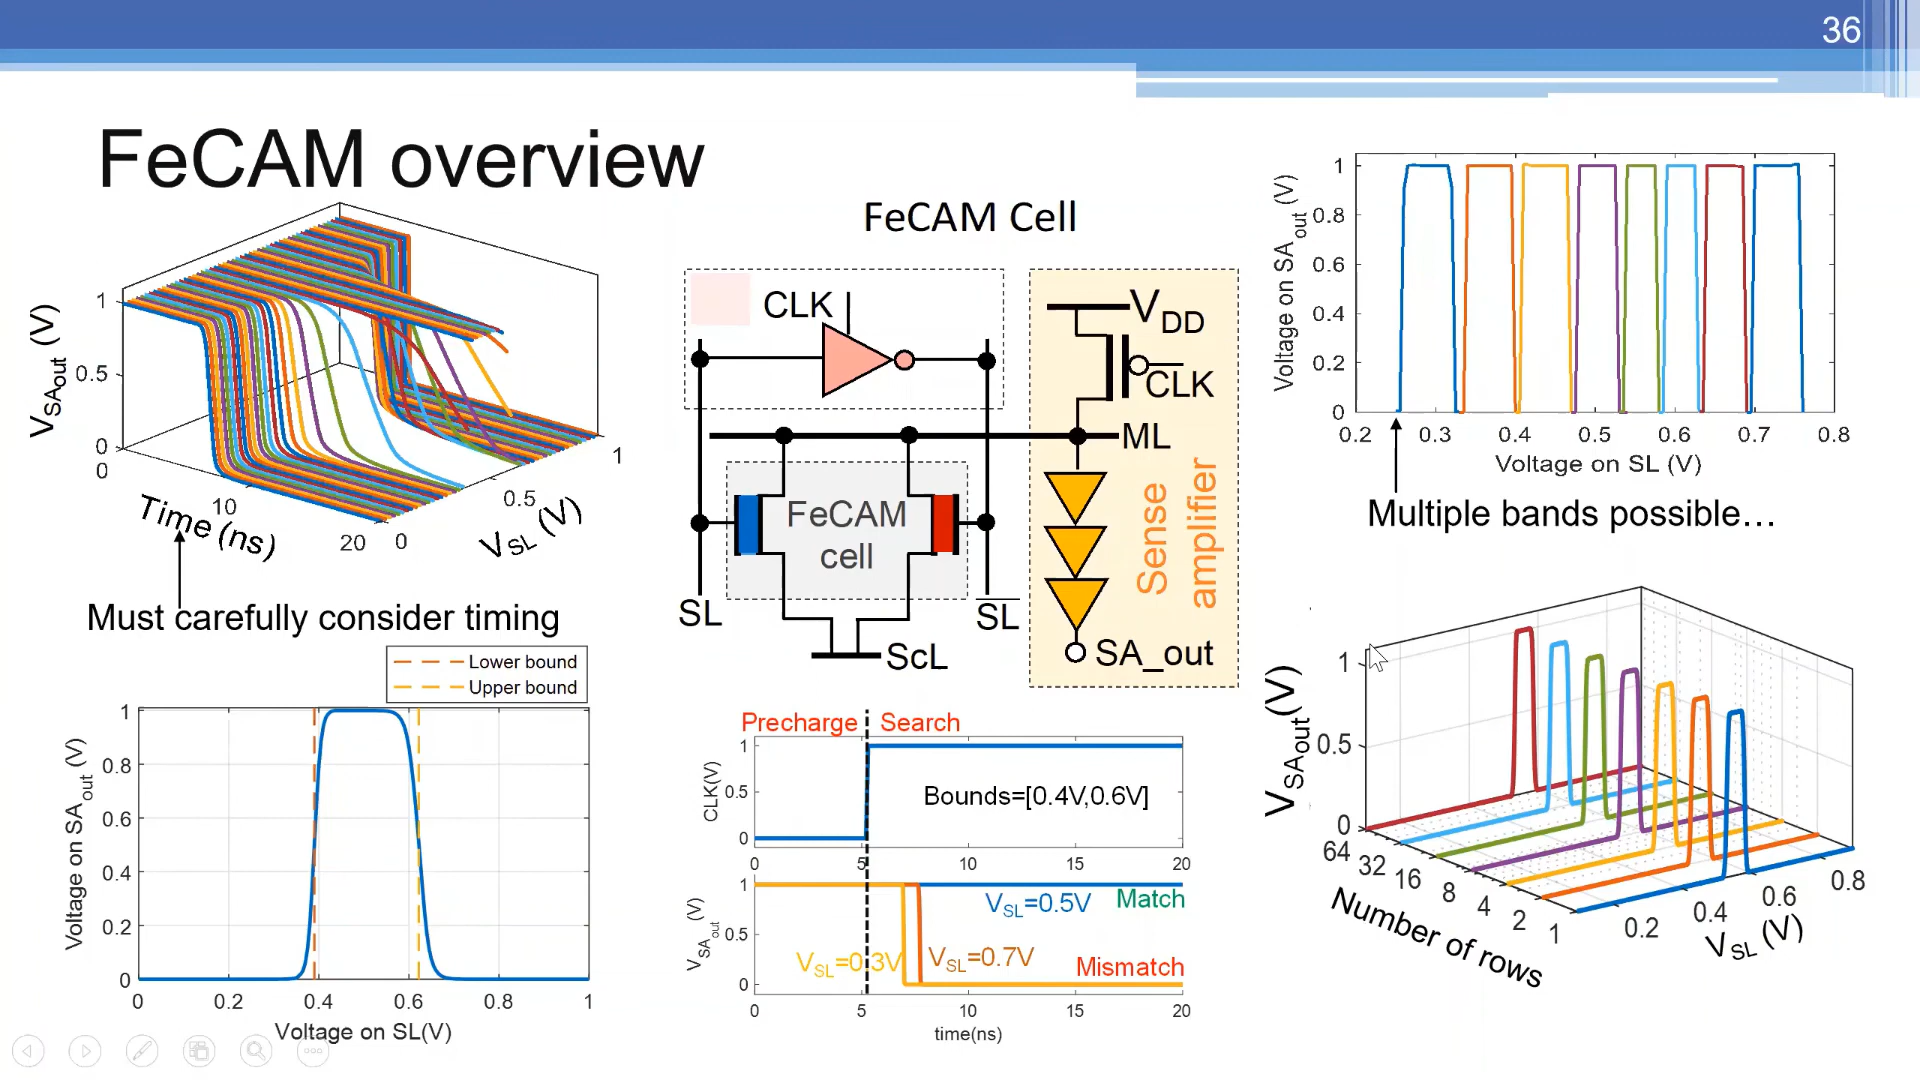 36
FeCAM overview
V_SAout (V)
1
0.5
0
0
10
20
Time (ns)
0
0.5
1
V_SL (V)
Must carefully consider timing
Lower bound
Upper bound
Voltage on SA_out (V)
1
0.8
0.6
0.4
0.2
0
0 0.2 0.4 0.6 0.8 1
Voltage on SL(V)
FeCAM Cell
CLK
V_DD
C̅L̅K̅
ML
FeCAM
cell
Sense
amplifier
SL
S̅L̅
ScL
SA_out
Precharge Search
CLK(V)
1
0.5
0
Bounds=[0.4V,0.6V]
0 5 10 15 20
V_SAout (V)
1
0.5
0
V_SL=0.5V Match
V_SL=0.3V V_SL=0.7V Mismatch
0 5 10 15 20
time(ns)
Voltage on SA_out (V)
1
0.8
0.6
0.4
0.2
0
0.2 0.3 0.4 0.5 0.6 0.7 0.8
Voltage on SL (V)
Multiple bands possible…
V_SAout(V)
1
0.5
0
64 32 16 8 4 2 1
Number of rows
0.2 0.4 0.6 0.8
V_SL (V)